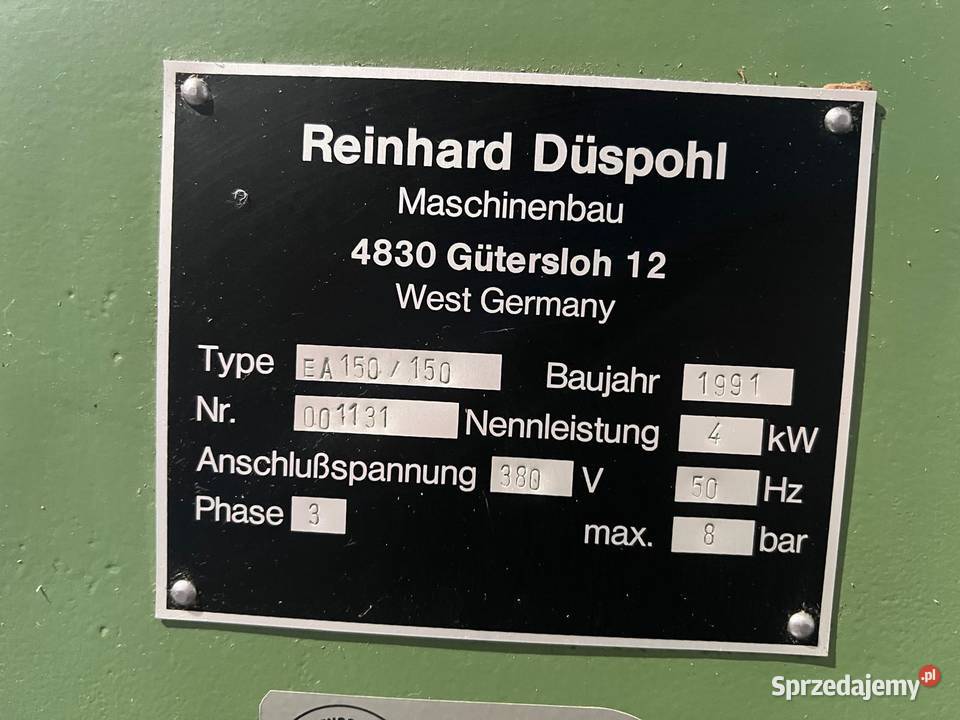 Reinhard Düspohl
Maschinenbau
4830 Gütersloh 12
West Germany
Type EA 150 / 150 Baujahr 1991
Nr. 001131 Nennleistung 4 kW
Anschlußspannung 380 V 50 Hz
Phase 3 max. 8 bar
Sprzedajemy.pl